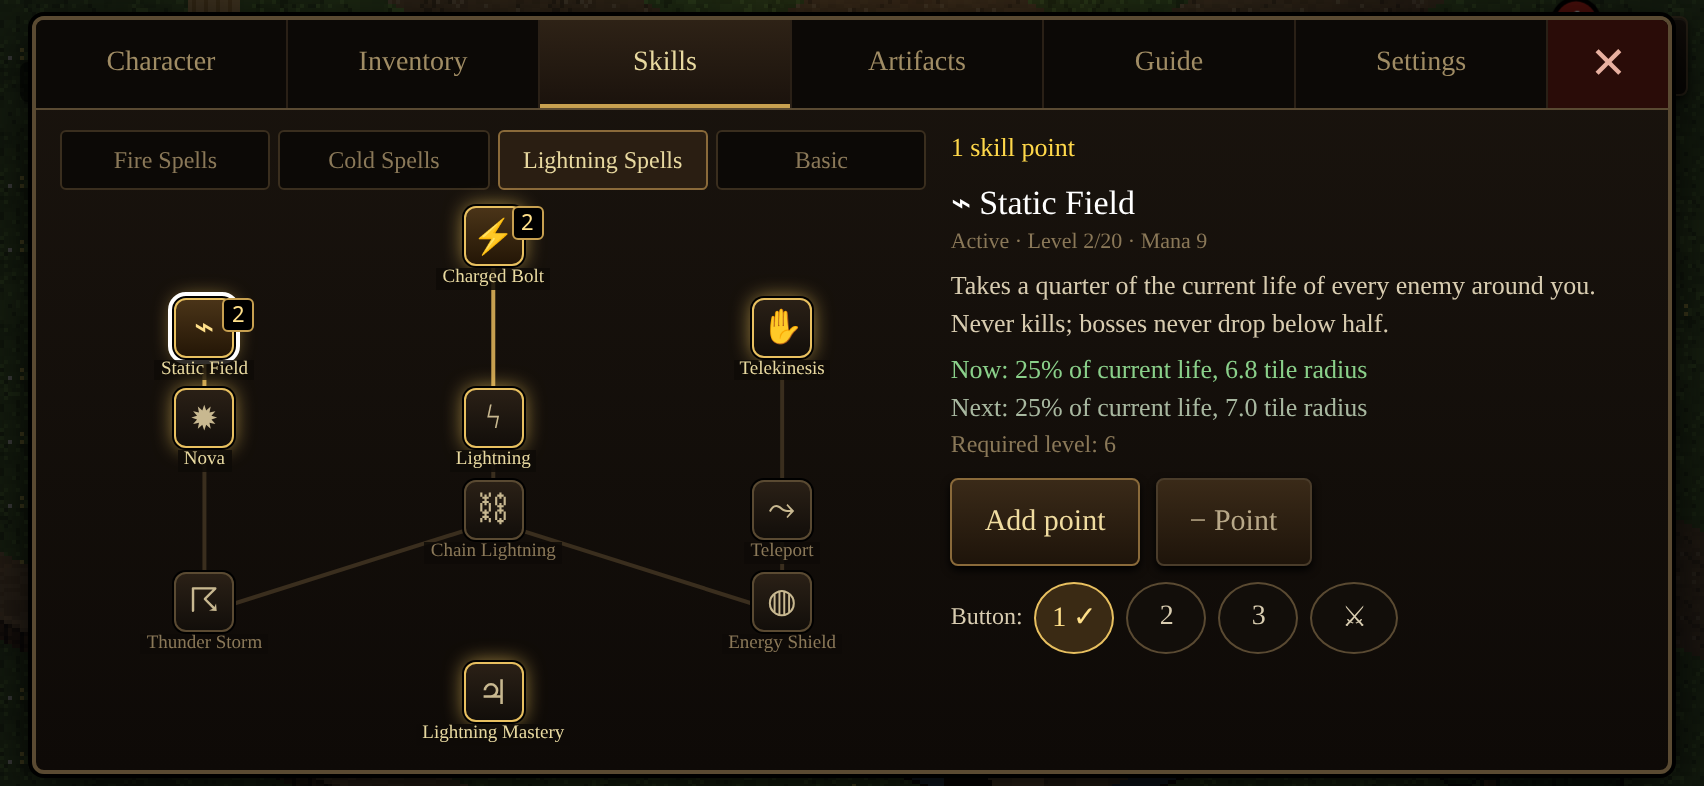 Character
Inventory
Skills
Artifacts
Guide
Settings
✕
Fire Spells
Cold Spells
Lightning Spells
Basic
2
Charged Bolt
2
Static Field
Telekinesis
Nova
Lightning
Chain Lightning
Teleport
Thunder Storm
Energy Shield
Lightning Mastery
1 skill point
⌁ Static Field
Active · Level 2/20 · Mana 9
Takes a quarter of the current life of every enemy around you.
Never kills; bosses never drop below half.
Now: 25% of current life, 6.8 tile radius
Next: 25% of current life, 7.0 tile radius
Required level: 6
Add point
− Point
Button:
1 ✓
2
3
⚔